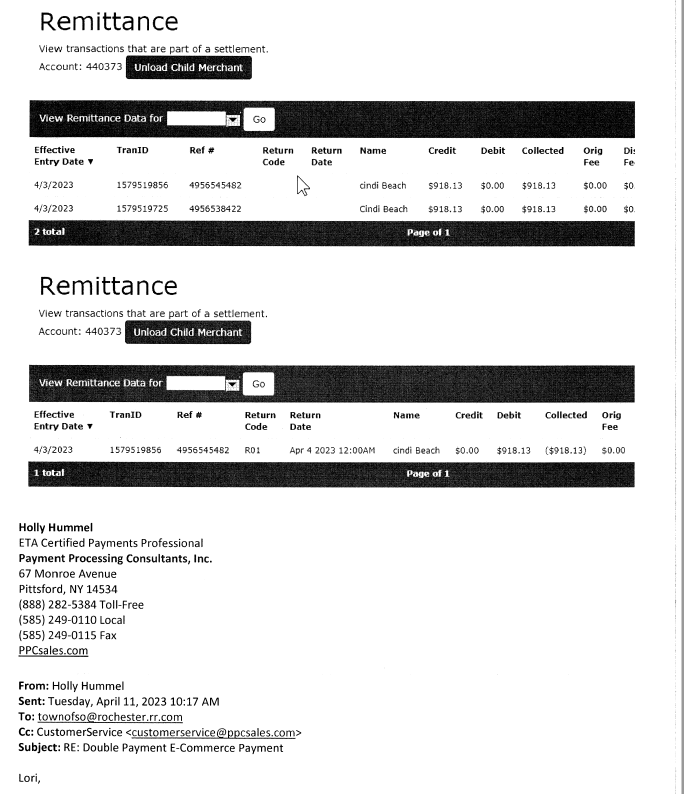 Remittance
View transactions that are part of a settlement.
Account: 440373 Unload Child Merchant
View Remittance Data for Go
Effective Entry Date ▼ TranID Ref # Return Code Return Date Name Credit Debit Collected Orig Fee Dis Fe
4/3/2023 1579519856 4956545482 cindi Beach $918.13 $0.00 $918.13 $0.00 $0.
4/3/2023 1579519725 4956538422 Cindi Beach $918.13 $0.00 $918.13 $0.00 $0.
2 total Page of 1
Remittance
View transactions that are part of a settlement.
Account: 440373 Unload Child Merchant
View Remittance Data for Go
Effective Entry Date ▼ TranID Ref # Return Code Return Date Name Credit Debit Collected Orig Fee
4/3/2023 1579519856 4956545482 R01 Apr 4 2023 12:00AM cindi Beach $0.00 $918.13 ($918.13) $0.00
1 total Page of 1
Holly Hummel
ETA Certified Payments Professional
Payment Processing Consultants, Inc.
67 Monroe Avenue
Pittsford, NY 14534
(888) 282-5384 Toll-Free
(585) 249-0110 Local
(585) 249-0115 Fax
PPCsales.com
From: Holly Hummel
Sent: Tuesday, April 11, 2023 10:17 AM
To: townofso@rochester.rr.com
Cc: CustomerService <customerservice@ppcsales.com>
Subject: RE: Double Payment E-Commerce Payment
Lori,